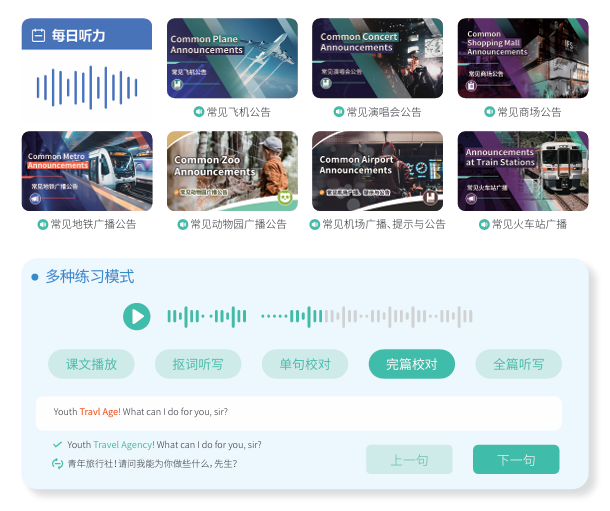 每日听力
Common Plane
Announcements
常见飞机公告
常见飞机公告
Common Concert
Announcements
常见演唱会公告
常见演唱会公告
Common
Shopping Mall
Announcements
常见商场公告
常见商场公告
Common Metro
Announcements
常见地铁广播公告
常见地铁广播公告
Common Zoo
Announcements
常见动物园广播公告
常见动物园广播公告
Common Airport
Announcements
常见机场广播、提示与公告
常见机场广播、提示与公告
Announcements
at Train Stations
常见火车站广播
常见火车站广播
多种练习模式
课文播放
抠词听写
单句校对
完篇校对
全篇听写
Youth Travl Age! What can I do for you, sir?
Youth Travel Agency! What can I do for you, sir?
青年旅行社！请问我能为你做些什么，先生？
上一句
下一句